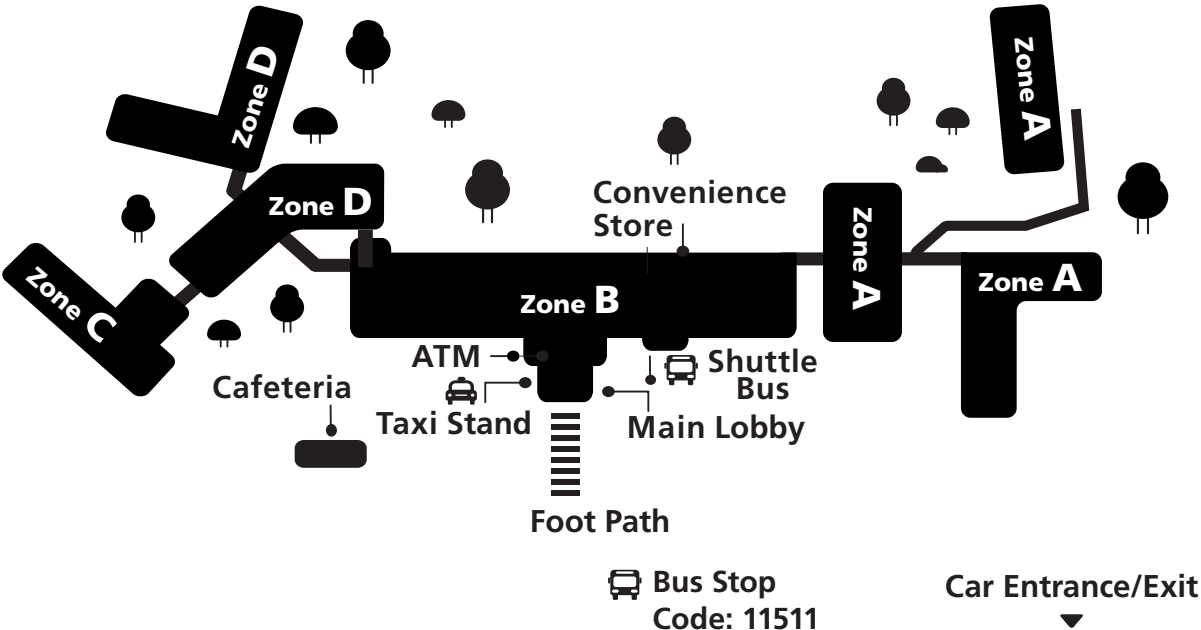 Zone D
Zone A
Zone D
Convenience
Store
Zone A
Zone C
Zone B
Zone A
ATM
Shuttle
Bus
Cafeteria
Taxi Stand
Main Lobby
Foot Path
Bus Stop
Code: 11511
Car Entrance/Exit